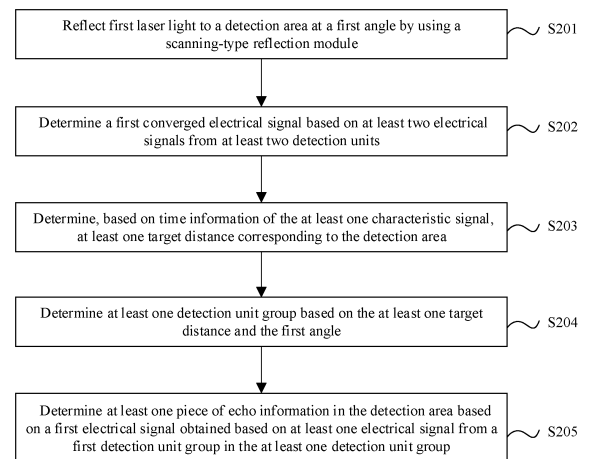 Reflect first laser light to a detection area at a first angle by using a
scanning-type reflection module
S201
Determine a first converged electrical signal based on at least two electrical
signals from at least two detection units
S202
Determine, based on time information of the at least one characteristic signal,
at least one target distance corresponding to the detection area
S203
Determine at least one detection unit group based on the at least one target
distance and the first angle
S204
Determine at least one piece of echo information in the detection area based
on a first electrical signal obtained based on at least one electrical signal from a
first detection unit group in the at least one detection unit group
S205